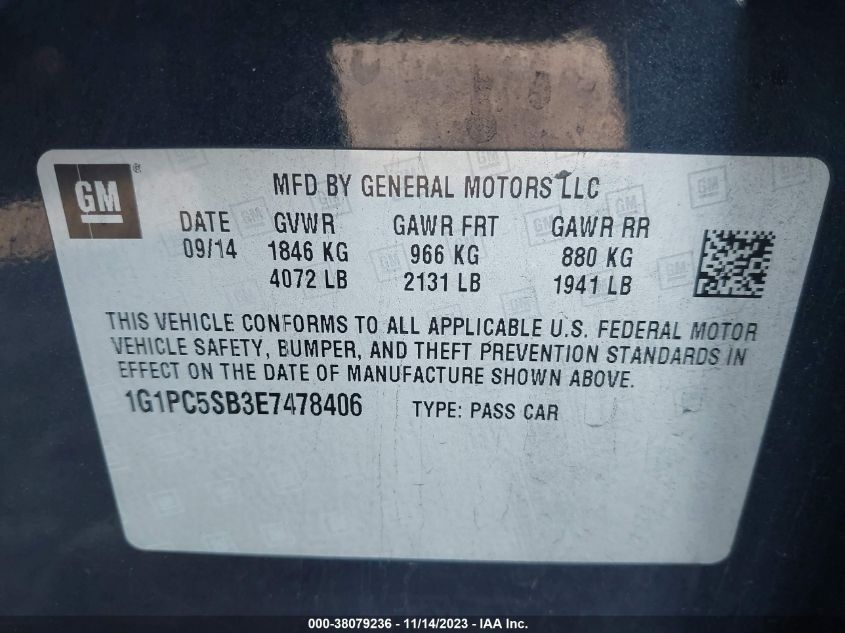 GM ®
MFD BY GENERAL MOTORS LLC
DATE GVWR GAWR FRT GAWR RR
09/14 1846 KG 966 KG 880 KG
4072 LB 2131 LB 1941 LB
THIS VEHICLE CONFORMS TO ALL APPLICABLE U.S. FEDERAL MOTOR
VEHICLE SAFETY, BUMPER, AND THEFT PREVENTION STANDARDS IN
EFFECT ON THE DATE OF MANUFACTURE SHOWN ABOVE.
1G1PC5SB3E7478406 TYPE: PASS CAR
000-38079236 - 11/14/2023 - IAA Inc.